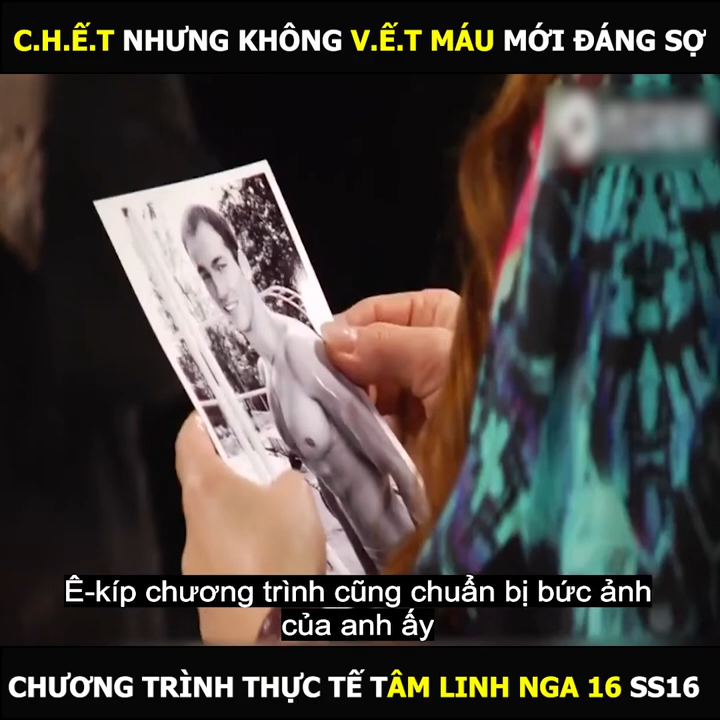 C.H.Ế.T NHƯNG KHÔNG V.Ế.T MÁU MỚI ĐÁNG SỢ
Ê-kíp chương trình cũng chuẩn bị bức ảnh
của anh ấy
CHƯƠNG TRÌNH THỰC TẾ TÂM LINH NGA 16 SS16